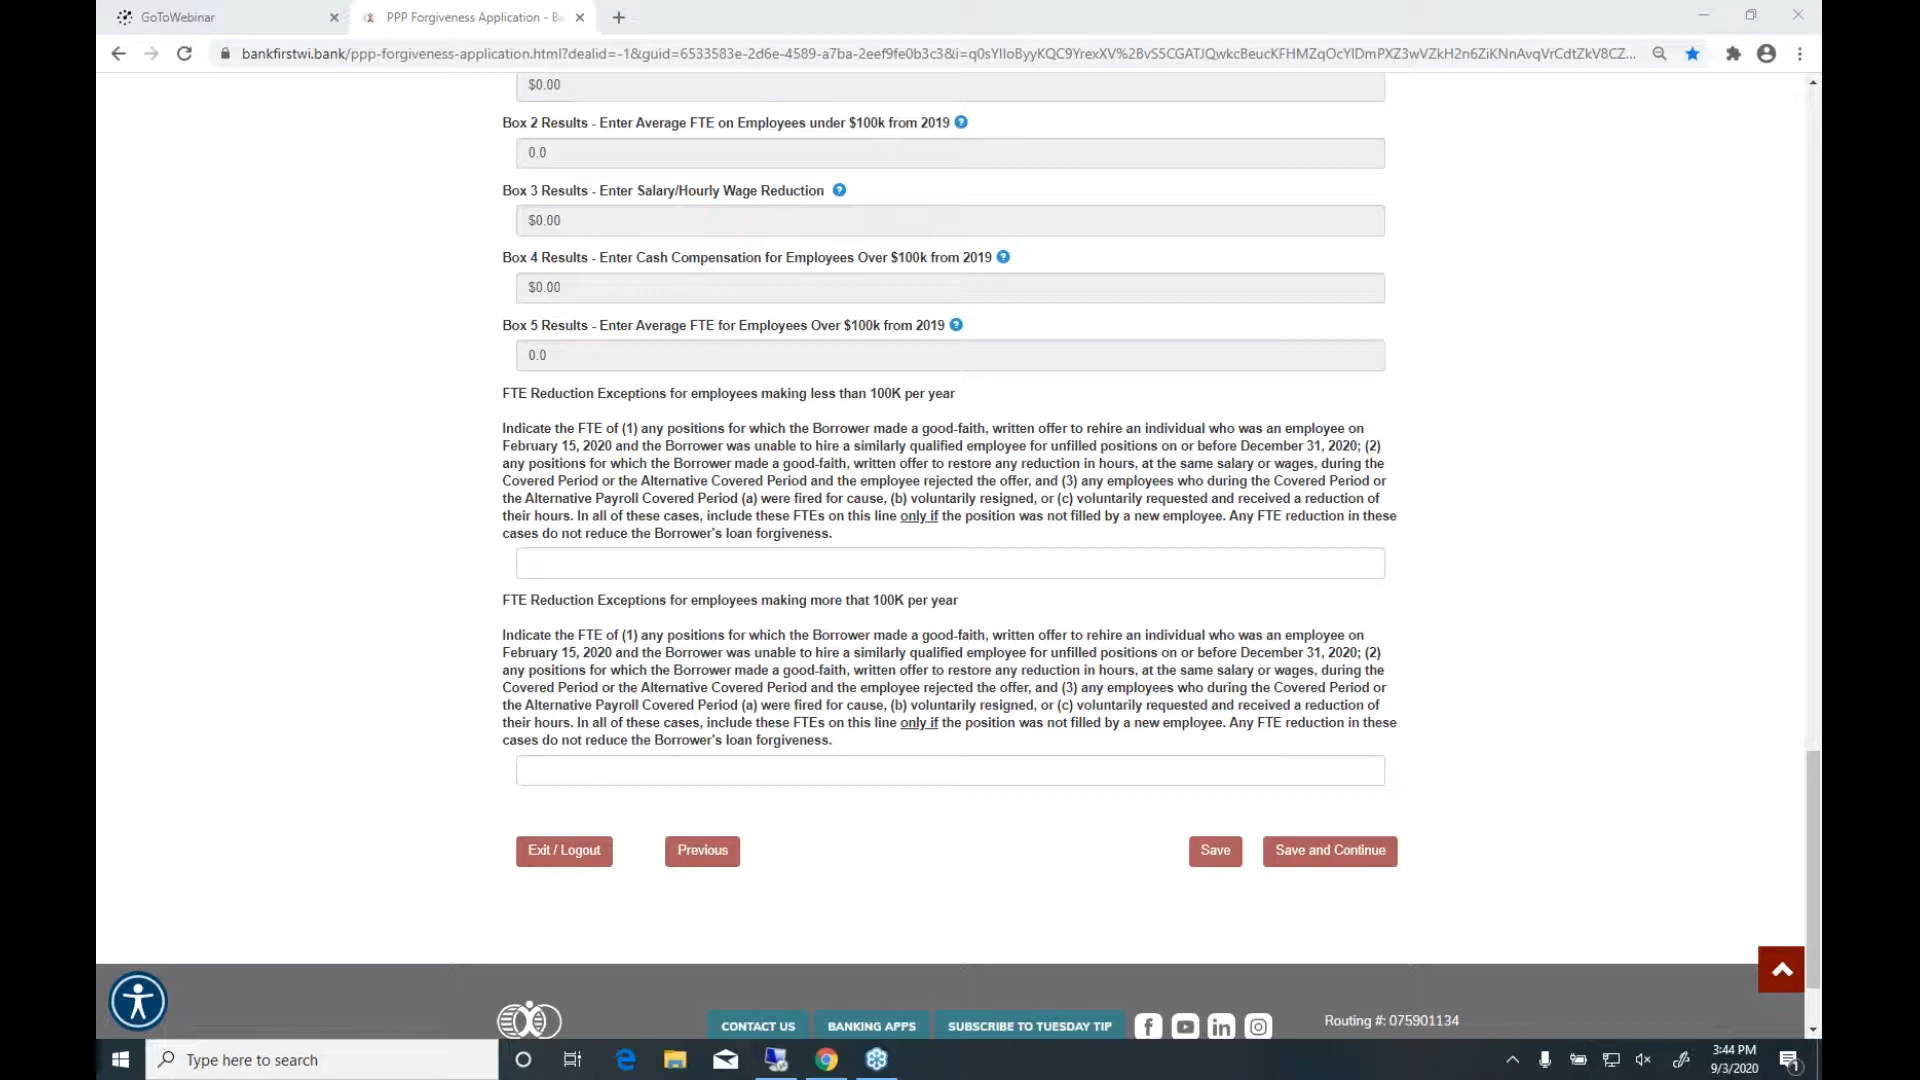 GoToWebinar
PPP Forgiveness Application - Ba
bankfirstwi.bank/ppp-forgiveness-application.html?dealid=-1&guid=6533583e-2d6e-4589-a7ba-2eef9fe0b3c3&i=
$0.00
Box 2 Results - Enter Average FTE on Employees under $100k from 2019 ?
0.0
Box 3 Results - Enter Salary/Hourly Wage Reduction ?
$0.00
Box 4 Results - Enter Cash Compensation for Employees Over $100k from 2019 ?
$0.00
Box 5 Results - Enter Average FTE for Employees Over $100k from 2019 ?
0.0
FTE Reduction Exceptions for employees making less than 100K per year
Indicate the FTE of (1) any positions for which the Borrower made a good-faith, written offer to rehire an individual who was an employee on
February 15, 2020 and the Borrower was unable to hire a similarly qualified employee for unfilled positions on or before December 31, 2020; (2)
any positions for which the Borrower made a good-faith, written offer to restore any reduction in hours, at the same salary or wages, during the
Covered Period or the Alternative Covered Period and the employee rejected the offer, and (3) any employees who during the Covered Period or
the Alternative Payroll Covered Period (a) were fired for cause, (b) voluntarily resigned, or (c) voluntarily requested and received a reduction of
their hours. In all of these cases, include these FTEs on this line only if the position was not filled by a new employee. Any FTE reduction in these
cases do not reduce the Borrower's loan forgiveness.
FTE Reduction Exceptions for employees making more that 100K per year
Indicate the FTE of (1) any positions for which the Borrower made a good-faith, written offer to rehire an individual who was an employee on
February 15, 2020 and the Borrower was unable to hire a similarly qualified employee for unfilled positions on or before December 31, 2020; (2)
any positions for which the Borrower made a good-faith, written offer to restore any reduction in hours, at the same salary or wages, during the
Covered Period or the Alternative Covered Period and the employee rejected the offer, and (3) any employees who during the Covered Period or
the Alternative Payroll Covered Period (a) were fired for cause, (b) voluntarily resigned, or (c) voluntarily requested and received a reduction of
their hours. In all of these cases, include these FTEs on this line only if the position was not filled by a new employee. Any FTE reduction in these
cases do not reduce the Borrower's loan forgiveness.
Exit / Logout Previous Save Save and Continue
CONTACT US BANKING APPS SUBSCRIBE TO TUESDAY TIP Routing #: 075901134
Type here to search
3:44 PM
9/3/2020
1